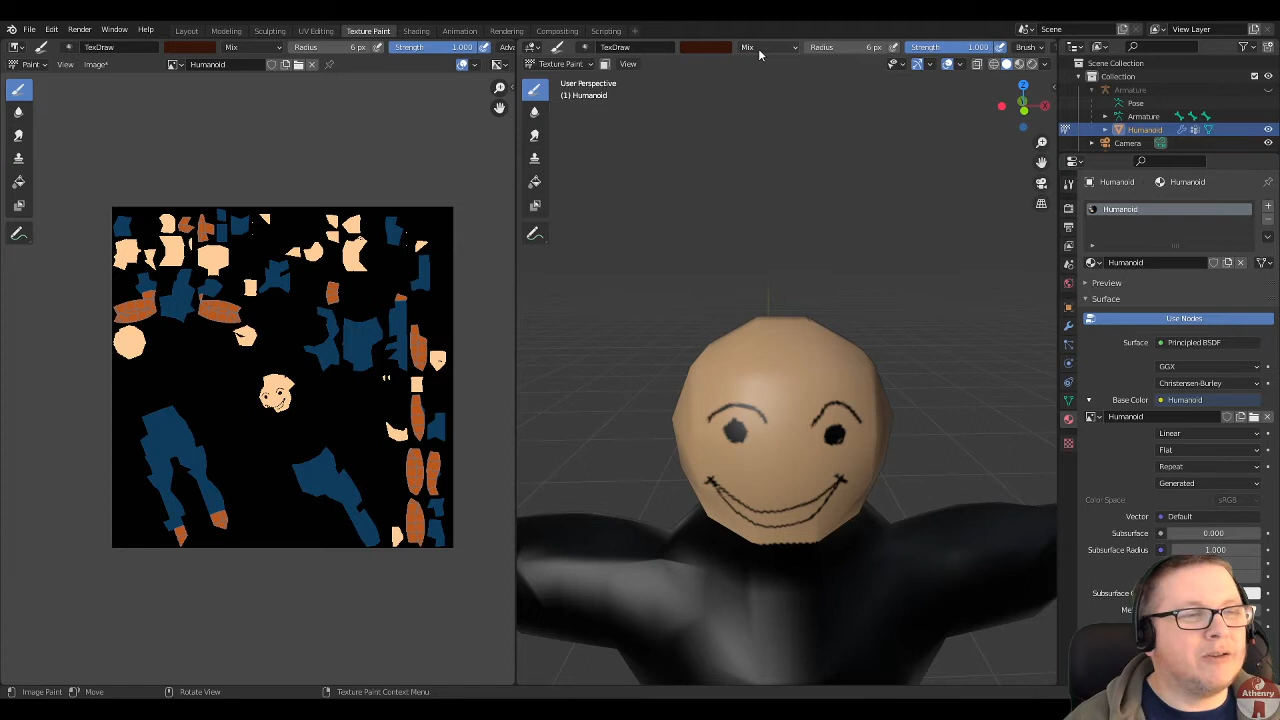 File Edit Render Window Help Layout Modeling Sculpting UV Editing Texture Paint Shading Animation Rendering Compositing Scripting Scene View Layer
TexDraw Mix Radius 6 px Strength 1.000 Adv TexDraw Mix Radius 6 px Strength 1.000 Brush
Paint View Image* Humanoid Texture Paint View
Scene Collection
Collection
Armature
Pose
Armature
Humanoid
Camera
User Perspective
(1) Humanoid
X
Z
Humanoid Humanoid
Humanoid
Humanoid
Preview
Surface
Use Nodes
Surface Principled BSDF
GGX
Christensen-Burley
Base Color Humanoid
Humanoid
Linear
Flat
Repeat
Generated
Color Space sRGB
Vector Default
Subsurface 0.000
Subsurface Radius 1.000
Subsurface
Image Paint Move Rotate View Texture Paint Context Menu
Athenry